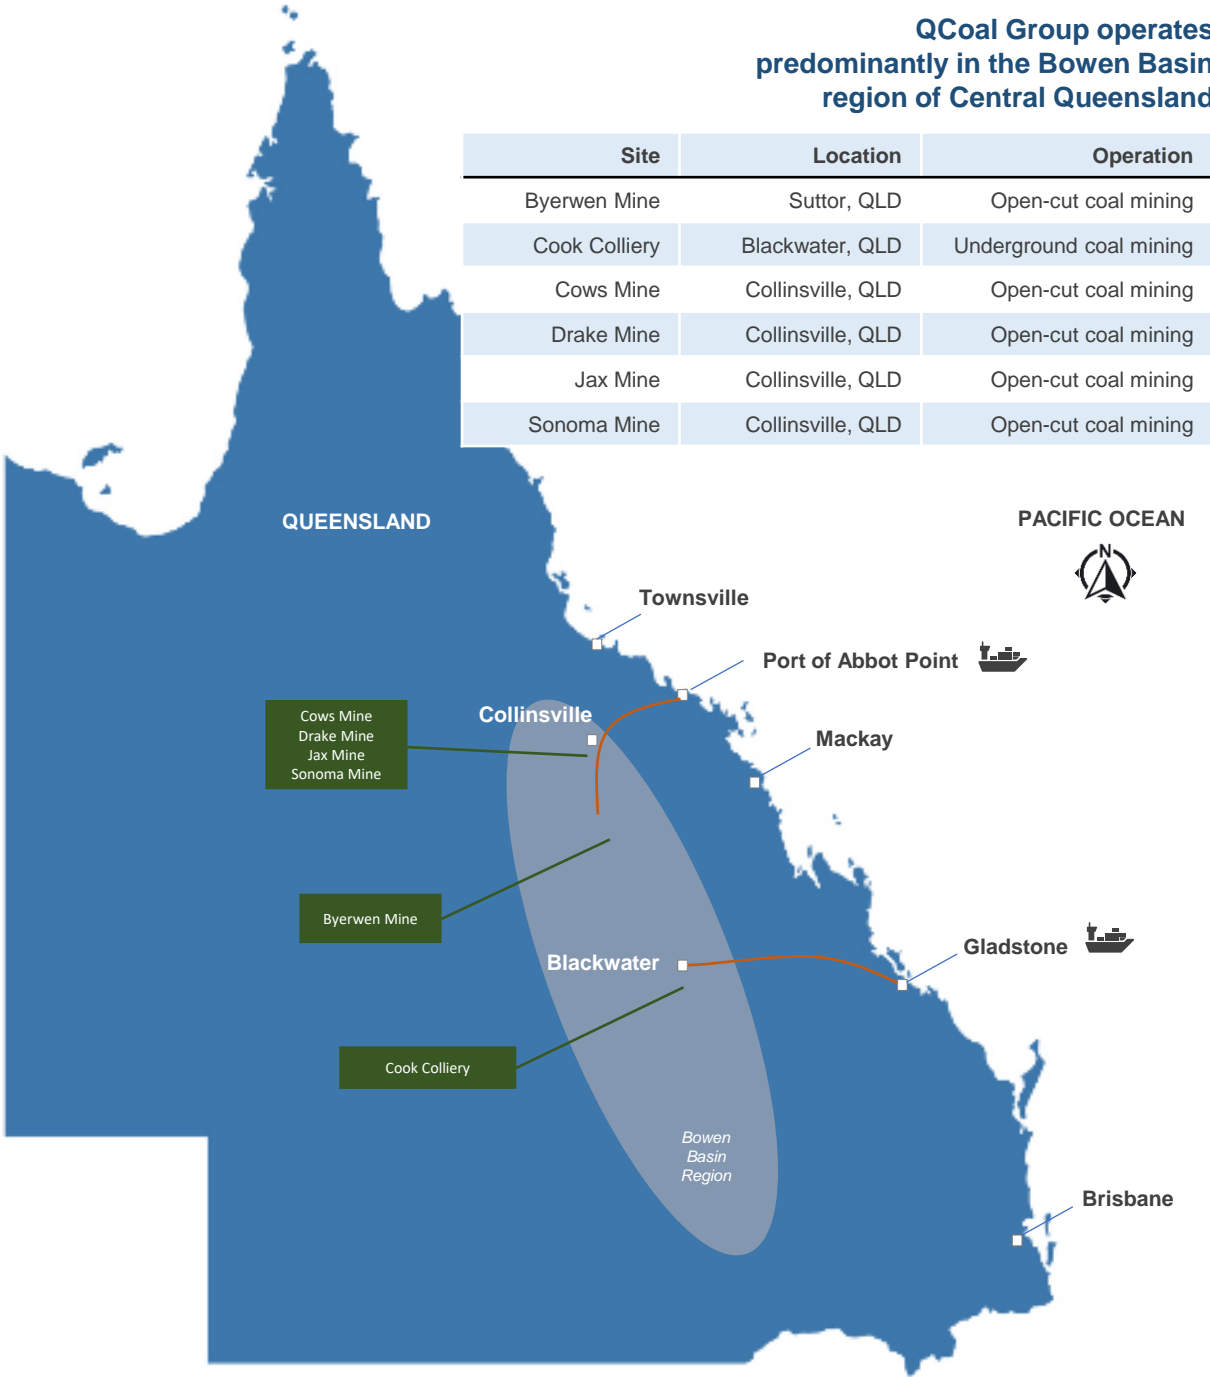 QCoal Group operates
predominantly in the Bowen Basin
region of Central Queensland
Site Location Operation
Byerwen Mine Suttor, QLD Open-cut coal mining
Cook Colliery Blackwater, QLD Underground coal mining
Cows Mine Collinsville, QLD Open-cut coal mining
Drake Mine Collinsville, QLD Open-cut coal mining
Jax Mine Collinsville, QLD Open-cut coal mining
Sonoma Mine Collinsville, QLD Open-cut coal mining
QUEENSLAND
PACIFIC OCEAN
N
Townsville
Port of Abbot Point
Collinsville
Cows Mine
Drake Mine
Jax Mine
Sonoma Mine
Mackay
Byerwen Mine
Blackwater
Gladstone
Cook Colliery
Bowen
Basin
Region
Brisbane